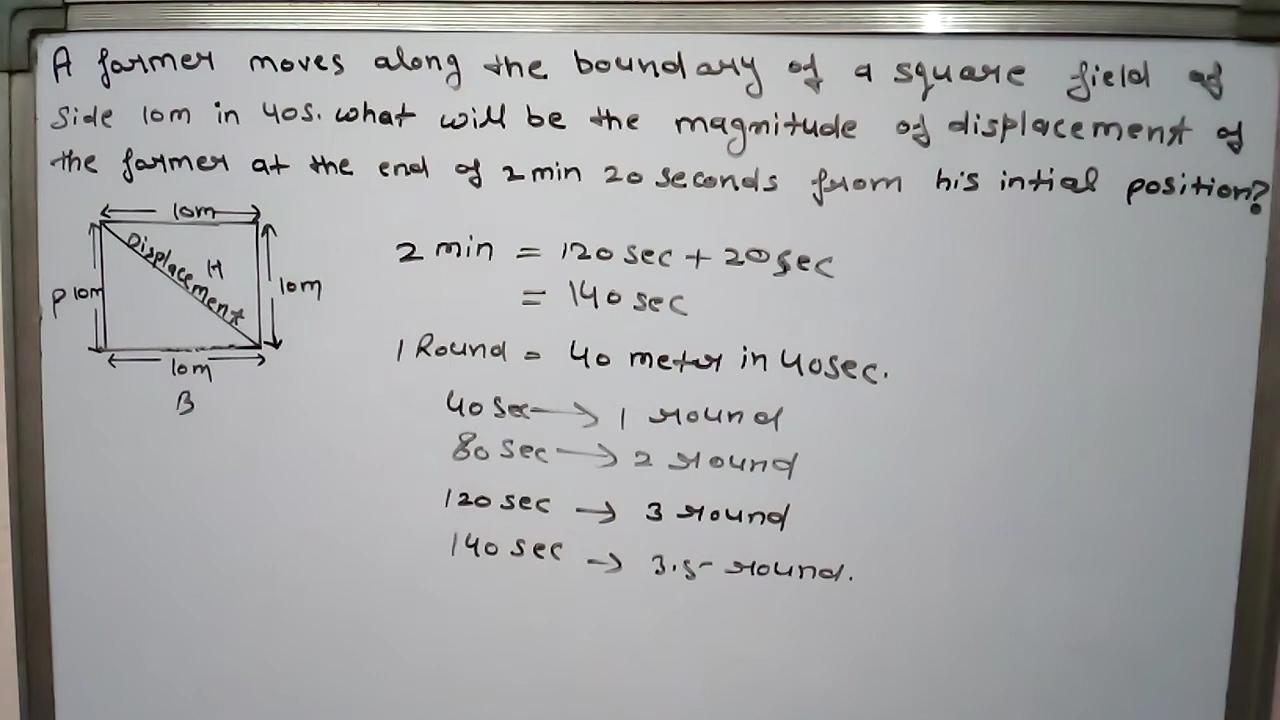 A farmer moves along the boundary of a square field of
side 10m in 40s. what will be the magnitude of displacement of
the farmer at the end of 2min 20 seconds from his intial position?
10m
Displacement
H
P 10m
10m
10m
B
2 min = 120 sec + 20 sec
= 140 sec
1 Round = 40 meter in 40sec.
40 sec → 1 round
80 sec → 2 round
120 sec → 3 round
140 sec → 3.5 round.